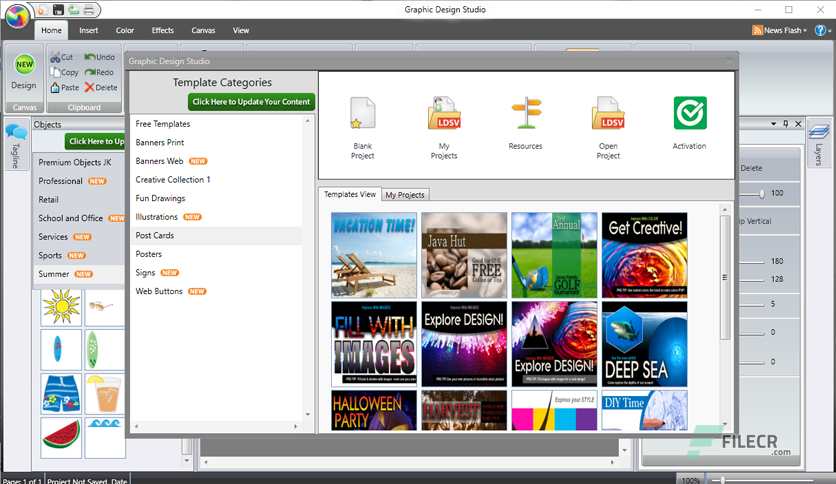 Graphic Design Studio
Home Insert Color Effects Canvas View
News Flash
NEW
Design
Canvas
Cut
Copy
Paste
Undo
Redo
Delete
Clipboard
Tagline
Objects
Click Here to Up
Premium Objects JK
Professional NEW
Retail
School and Office NEW
Services NEW
Sports NEW
Summer NEW
Graphic Design Studio
Template Categories
Click Here to Update Your Content
Free Templates
Banners Print
Banners Web NEW
Creative Collection 1
Fun Drawings
Illustrations NEW
Post Cards
Posters
Signs NEW
Web Buttons NEW
LDSV
LDSV
Blank
Project
My
Projects
Resources
Open
Project
Activation
Templates View
My Projects
VACATION TIME!
Java Hut
Good for (1)
FREE
Coffee or Tea
Annual
GOLF
Tournament
Get Creative!
FILL WITH
IMAGES
Explore DESIGN!
Explore DESIGN!
DEEP SEA
HALLOWEEN
PARTY
HARVEST
Express your STYLE
DIY Time
Layers
Delete
100
ip Vertical
180
128
5
0
0
FILECR
.com
Page: 1 of 1
Project Not Saved. Date
100%